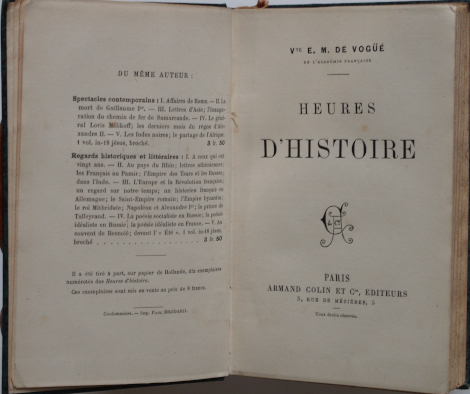 DU MÊME AUTEUR :
Spectacles contemporains : I. Affaires de Rome. — II. La
mort de Guillaume Ier. — III. Lettres d'Asie; l'inaugu-
ration du chemin de fer de Samarcande. — IV. Le géné-
ral Loris Mélikoff; les derniers mois du règne d'Alex-
andre II. — V. Les Indes noires; le partage de l'Afrique.
1 vol. in-18 jésus, broché. 3 fr. 50
Regards historiques et littéraires : I. A ceux qui ont
vingt ans. — II. Au pays du Rhin; lettres
les Français au Pamir; l'Empire des Tsars et les Russes;
dans l'Inde. — III. L'Europe et la Révolution française;
un regard sur notre temps; un historien français en
Allemagne; le Saint-Empire romain; l'Empire byzantin;
le roi Mithridate; Napoléon et Alexandre Ier; le prince de
Talleyrand. — IV. La poésie socialiste en Russie; la poésie
idéaliste en Russie; la poésie idéaliste en France. — V. Au
couvent de devant l' « Été ». 1 vol. in-18 jésus,
broché 3 fr. 50
Il a été tiré à part, sur papier de Hollande, dix exemplaires
numérotés des Heures d'histoire.
Ces exemplaires sont mis en vente au prix de 8 francs.
Coulommiers. — Imp. PAUL BRODARD.
Vte E. M. DE VOGÜÉ
DE L'ACADÉMIE FRANÇAISE
HEURES
D'HISTOIRE
PARIS
ARMAND COLIN ET Cie, EDITEURS
5, RUE DE MÉZIÈRES, 5
Tous droits réservés.